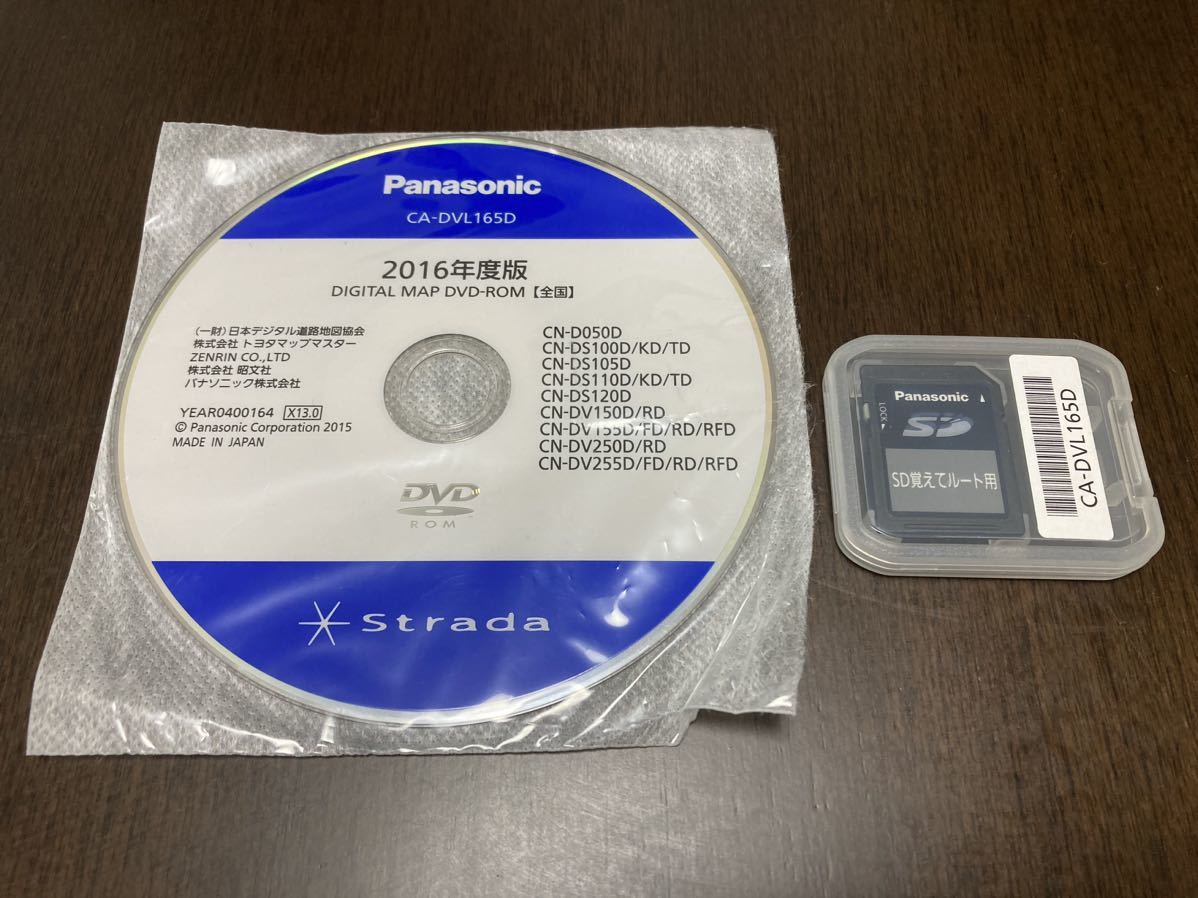 Panasonic
CA-DVL165D
2016年度版
DIGITAL MAP DVD-ROM【全国】
(一財)日本デジタル道路地図協会
株式会社 トヨタマップマスター
ZENRIN CO.,LTD
株式会社 昭文社
パナソニック株式会社
YEAR0400164 X13.0
© Panasonic Corporation 2015
MADE IN JAPAN
CN-D050D
CN-DS100D/KD/TD
CN-DS105D
CN-DS110D/KD/TD
CN-DS120D
CN-DV150D/RD
CN-DV155D/FD/RD/RFD
CN-DV250D/RD
CN-DV255D/FD/RD/RFD
DVD
ROM
Strada
Panasonic
LOCK
SD
SD覚えてルート用
CA-DVL165D